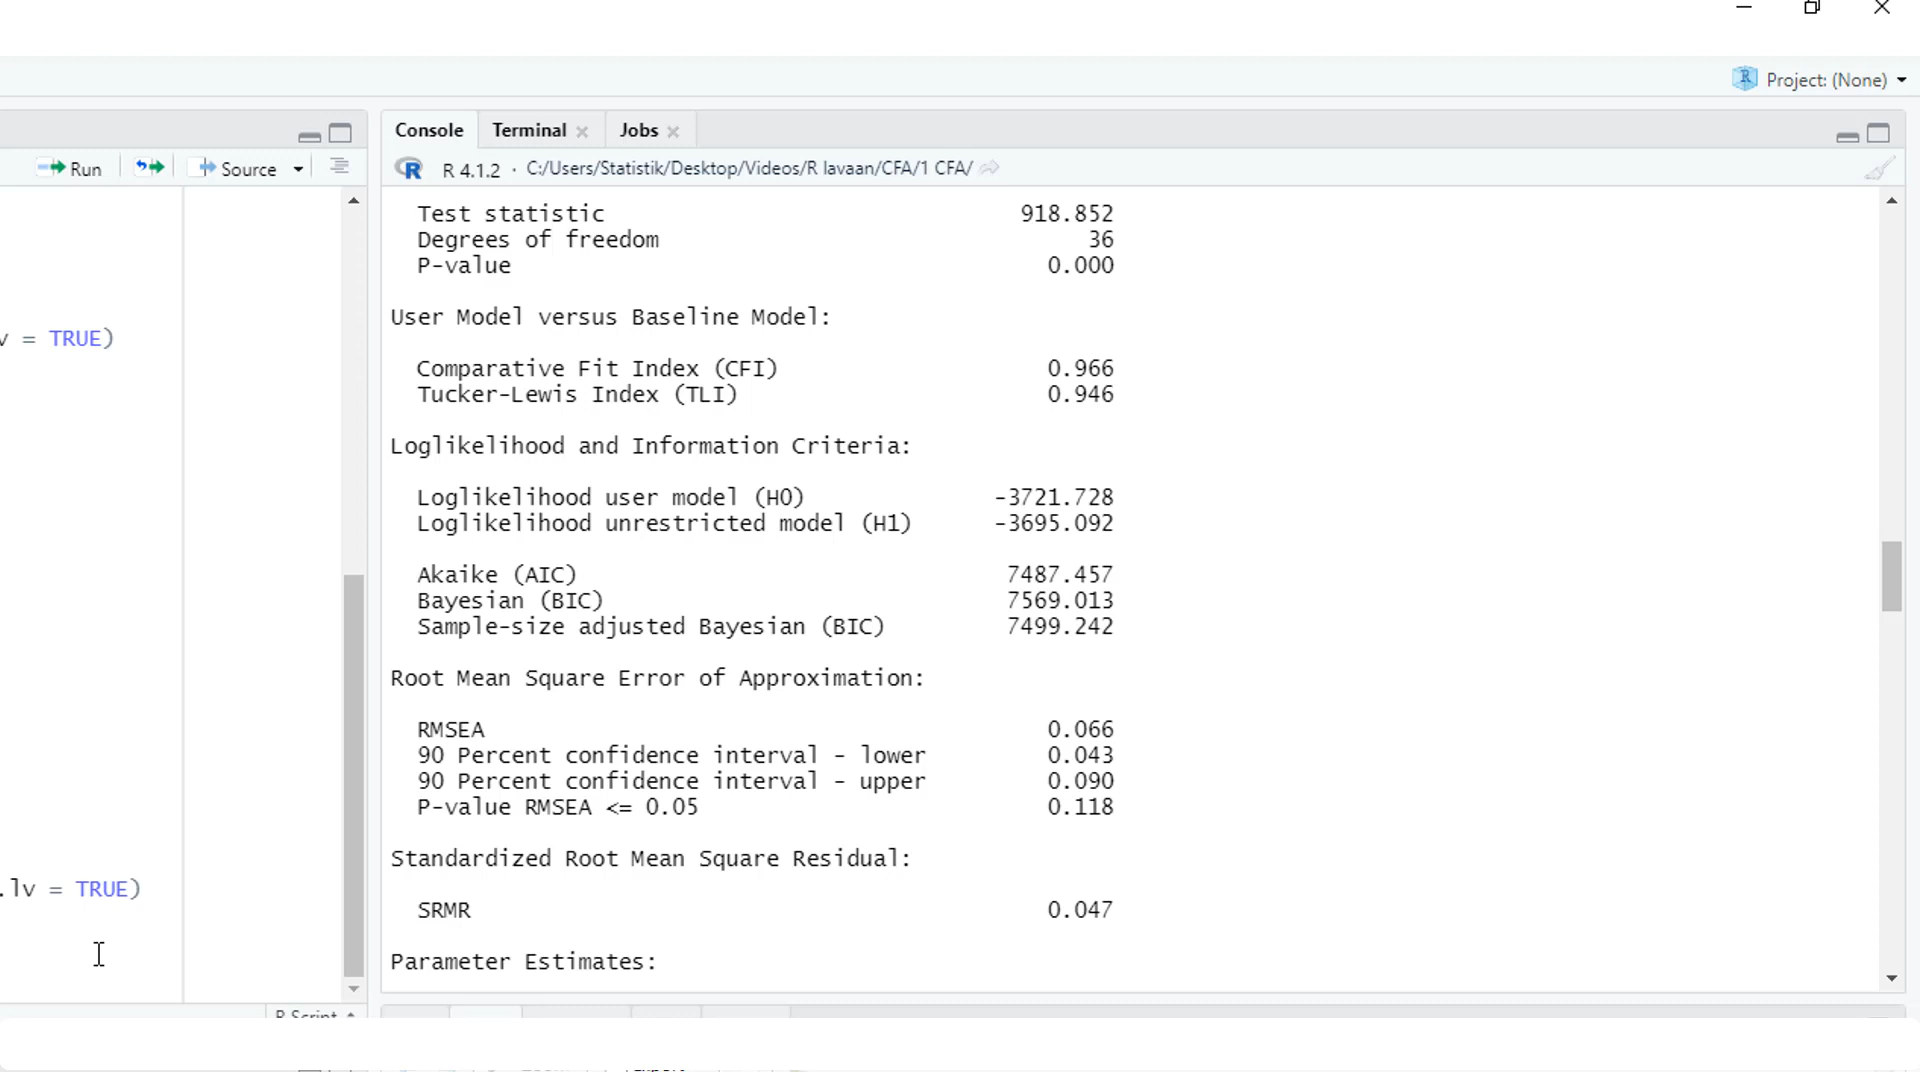 Project: (None)
Console Terminal Jobs
Run Source
R 4.1.2 · C:/Users/Statistik/Desktop/Videos/R lavaan/CFA/1 CFA/
v = TRUE)
.lv = TRUE)
R Script
Test statistic 918.852
Degrees of freedom 36
P-value 0.000
User Model versus Baseline Model:
Comparative Fit Index (CFI) 0.966
Tucker-Lewis Index (TLI) 0.946
Loglikelihood and Information Criteria:
Loglikelihood user model (H0) -3721.728
Loglikelihood unrestricted model (H1) -3695.092
Akaike (AIC) 7487.457
Bayesian (BIC) 7569.013
Sample-size adjusted Bayesian (BIC) 7499.242
Root Mean Square Error of Approximation:
RMSEA 0.066
90 Percent confidence interval - lower 0.043
90 Percent confidence interval - upper 0.090
P-value RMSEA <= 0.05 0.118
Standardized Root Mean Square Residual:
SRMR 0.047
Parameter Estimates: